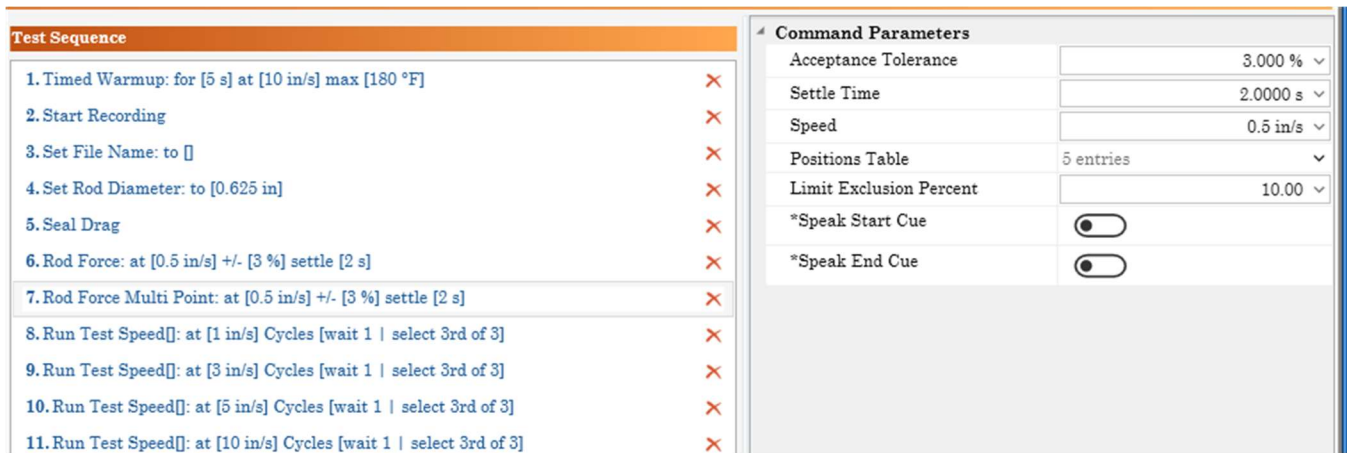 Test Sequence
1. Timed Warmup: for [5 s] at [10 in/s] max [180 °F]
2. Start Recording
3. Set File Name: to []
4. Set Rod Diameter: to [0.625 in]
5. Seal Drag
6. Rod Force: at [0.5 in/s] +/- [3 %] settle [2 s]
7. Rod Force Multi Point: at [0.5 in/s] +/- [3 %] settle [2 s]
8. Run Test Speed[]: at [1 in/s] Cycles [wait 1 | select 3rd of 3]
9. Run Test Speed[]: at [3 in/s] Cycles [wait 1 | select 3rd of 3]
10. Run Test Speed[]: at [5 in/s] Cycles [wait 1 | select 3rd of 3]
11. Run Test Speed[]: at [10 in/s] Cycles [wait 1 | select 3rd of 3]
Command Parameters
Acceptance Tolerance 3.000 %
Settle Time 2.0000 s
Speed 0.5 in/s
Positions Table 5 entries
Limit Exclusion Percent 10.00
*Speak Start Cue
*Speak End Cue